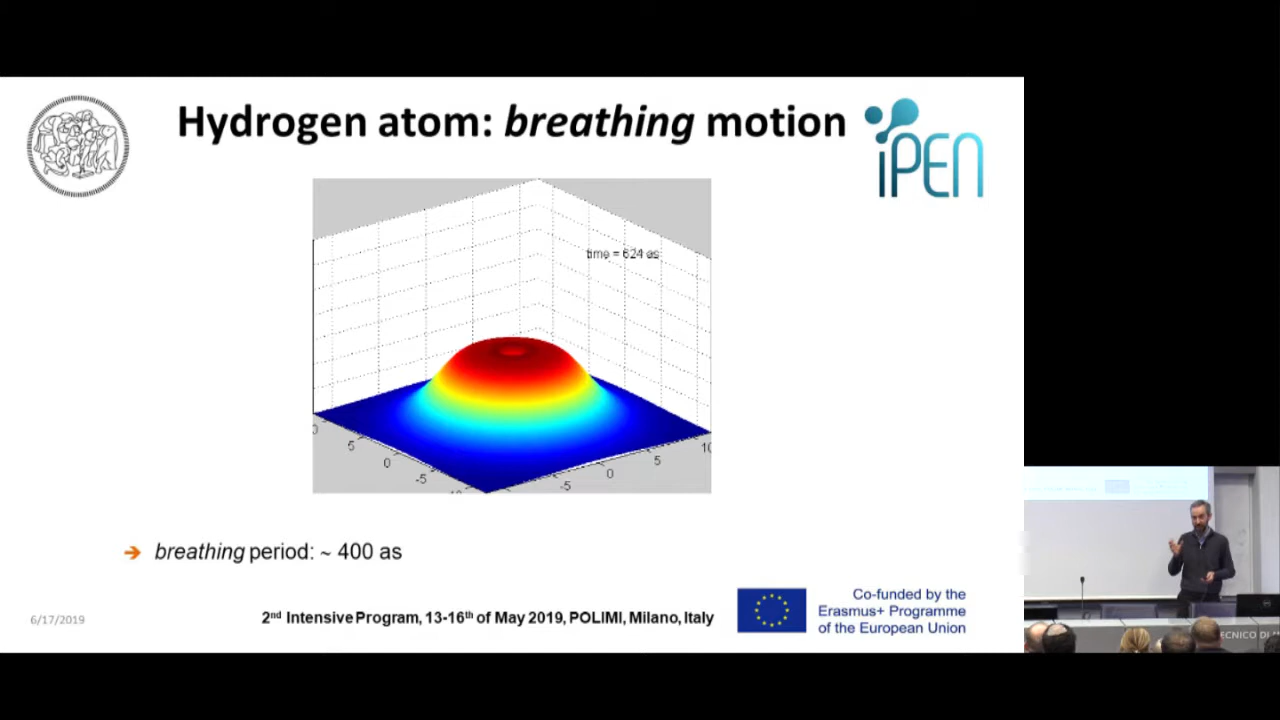 Hydrogen atom: breathing motion
iPEN
time = 624 as
5
0
-5
-5
0
5
10
➔ breathing period: ~ 400 as
6/17/2019
2nd Intensive Program, 13-16th of May 2019, POLIMI, Milano, Italy
Co-funded by the
Erasmus+ Programme
of the European Union